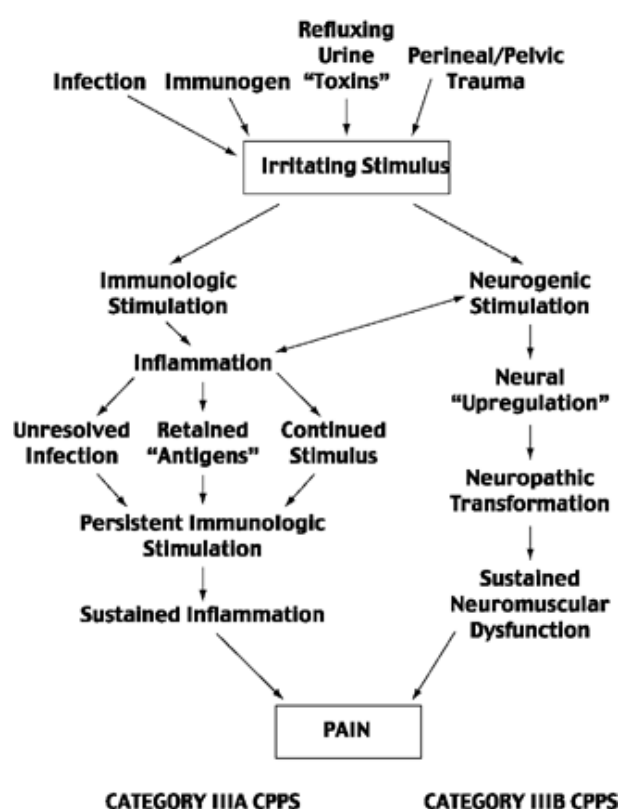 Infection
Immunogen
Refluxing
Urine
“Toxins”
Perineal/Pelvic
Trauma
Irritating Stimulus
Immunologic
Stimulation
Neurogenic
Stimulation
Inflammation
Neural
“Upregulation”
Unresolved
Infection
Retained
“Antigens”
Continued
Stimulus
Neuropathic
Transformation
Persistent Immunologic
Stimulation
Sustained
Neuromuscular
Dysfunction
Sustained Inflammation
PAIN
CATEGORY IIIA CPPS
CATEGORY IIIB CPPS